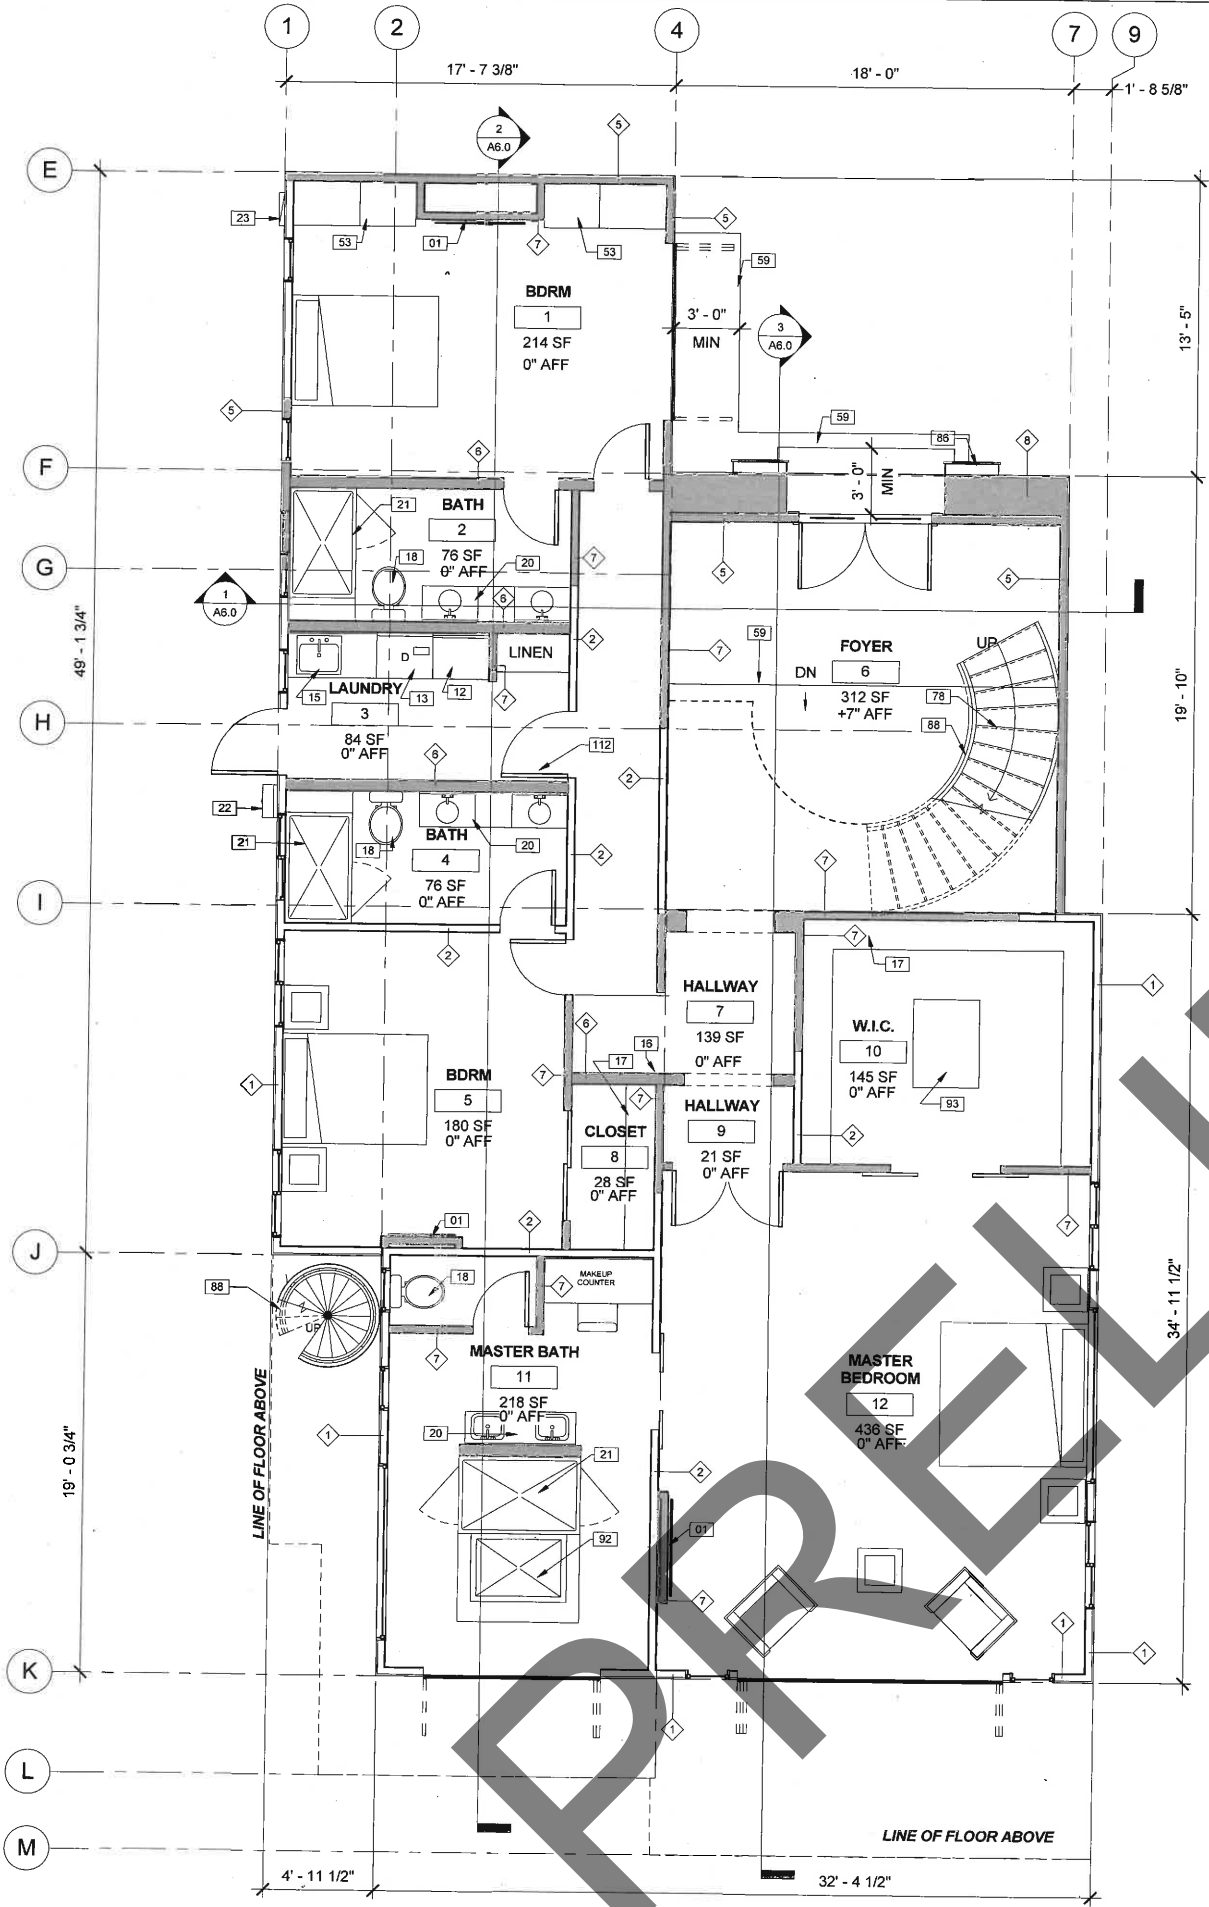 1
2
4
7
9
17' - 7 3/8"
18' - 0"
1' - 8 5/8"
2
A6.0
5
E
23
53
01
7
53
5
59
BDRM
1
214 SF
0" AFF
3' - 0"
MIN
3
A6.0
13' - 5"
5
59
86
8
F
6
3' - 0"
MIN
21
BATH
2
76 SF
0" AFF
18
20
7
5
5
G
1
A6.0
6
49' - 1 3/4"
2
7
59
FOYER
6
312 SF
+7" AFF
UP
DN
D
LINEN
15
LAUNDRY
13
12
7
3
84 SF
0" AFF
78
88
19' - 10"
H
6
112
2
22
21
18
BATH
4
76 SF
0" AFF
20
2
7
I
2
7
17
HALLWAY
7
139 SF
0" AFF
1
W.I.C.
10
145 SF
0" AFF
93
6
16
17
1
BDRM
5
180 SF
0" AFF
7
7
HALLWAY
9
21 SF
0" AFF
2
CLOSET
8
28 SF
0" AFF
01
2
7
J
88
UP
18
7
MAKEUP
COUNTER
7
MASTER BATH
11
218 SF
0" AFF
MASTER
BEDROOM
12
436 SF
0" AFF
34' - 11 1/2"
LINE OF FLOOR ABOVE
19' - 0 3/4"
1
20
21
2
92
01
7
1
1
K
1
L
M
LINE OF FLOOR ABOVE
4' - 11 1/2"
32' - 4 1/2"